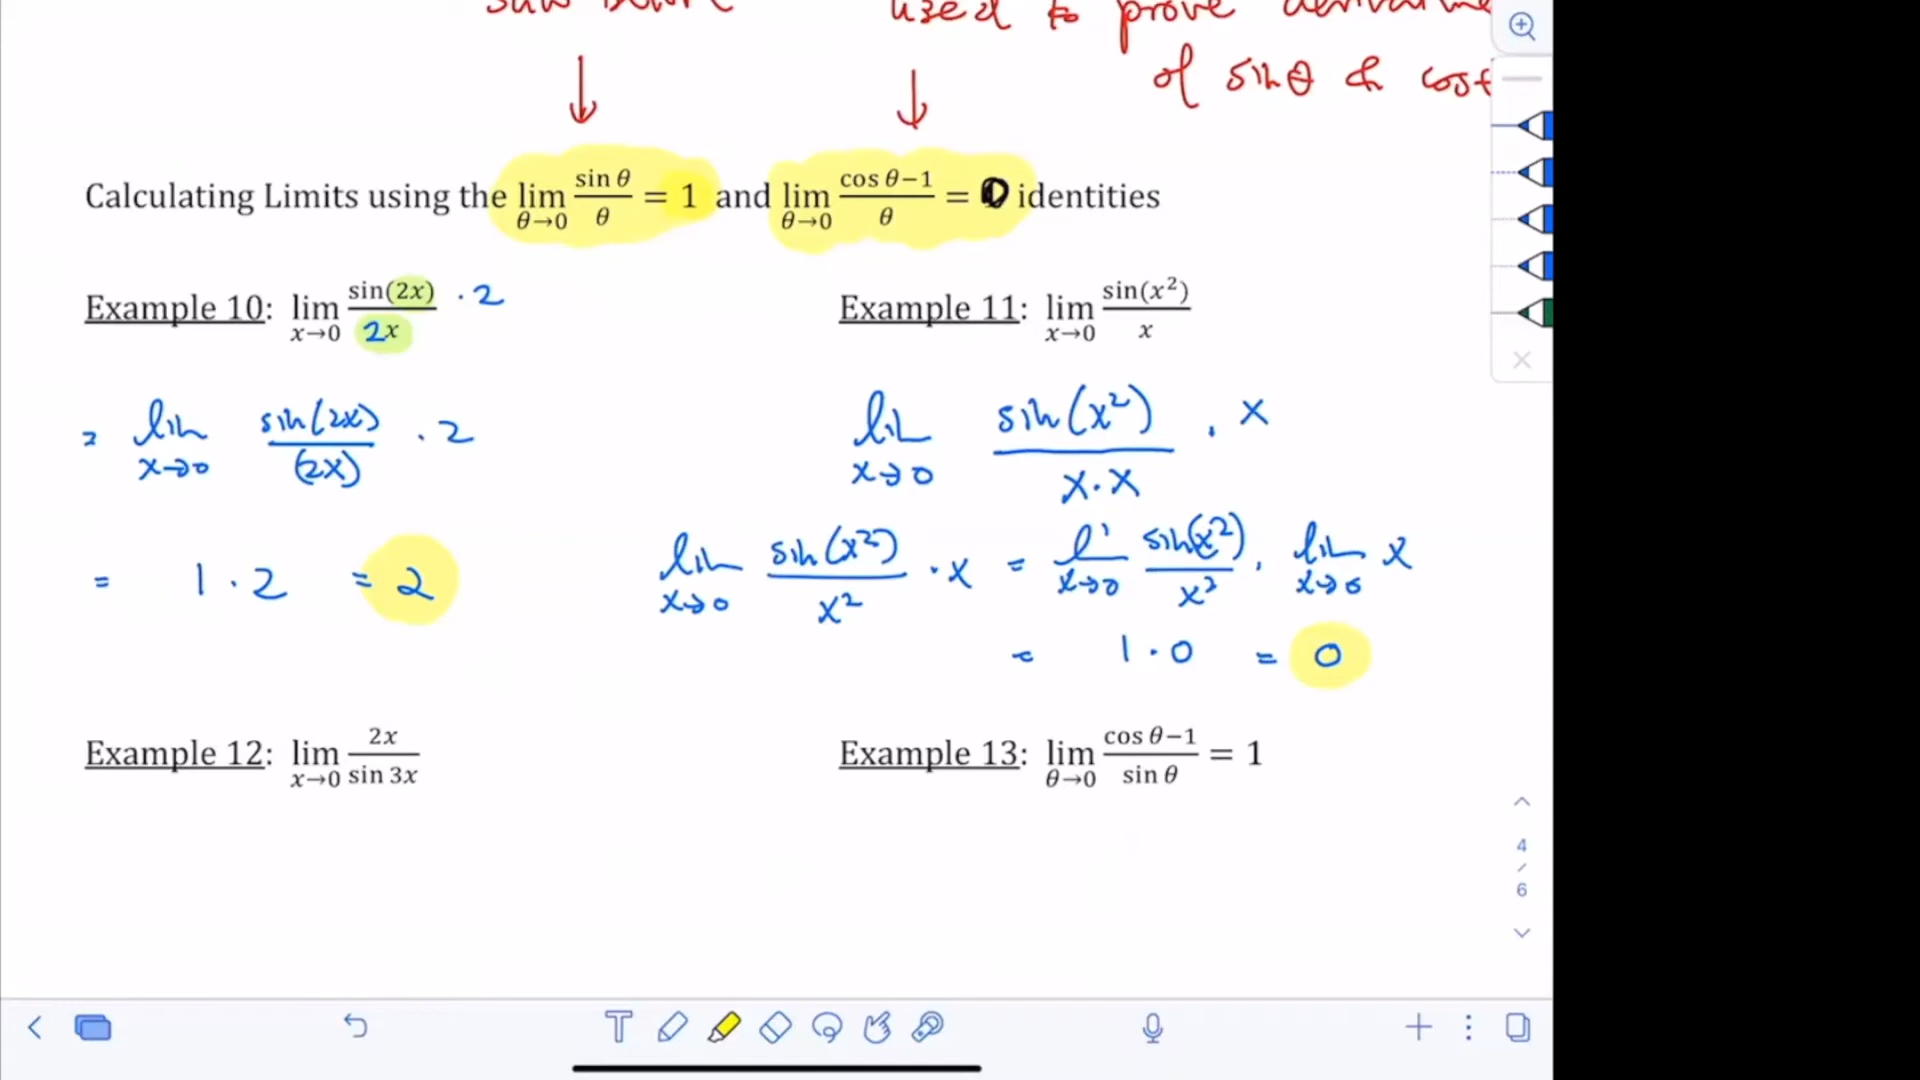 used to prove
of sinθ & cosθ
Calculating Limits using the lim θ→0 sin θ/θ = 1 and lim θ→0 cos θ−1/θ = 0 identities
Example 10: lim x→0 sin(2x)/2x · 2
Example 11: lim x→0 sin(x²)/x
= lim x→0 sin(2x)/(2x) · 2
lim x→0 sin(x²)/x·x · x
= 1 · 2 = 2
lim x→0 sin(x²)/x² · x = lim x→0 sin(x²)/x² · lim x→0 x
= 1 · 0 = 0
Example 12: lim x→0 2x/sin 3x
Example 13: lim θ→0 cos θ−1/sin θ = 1
4
/
6
T